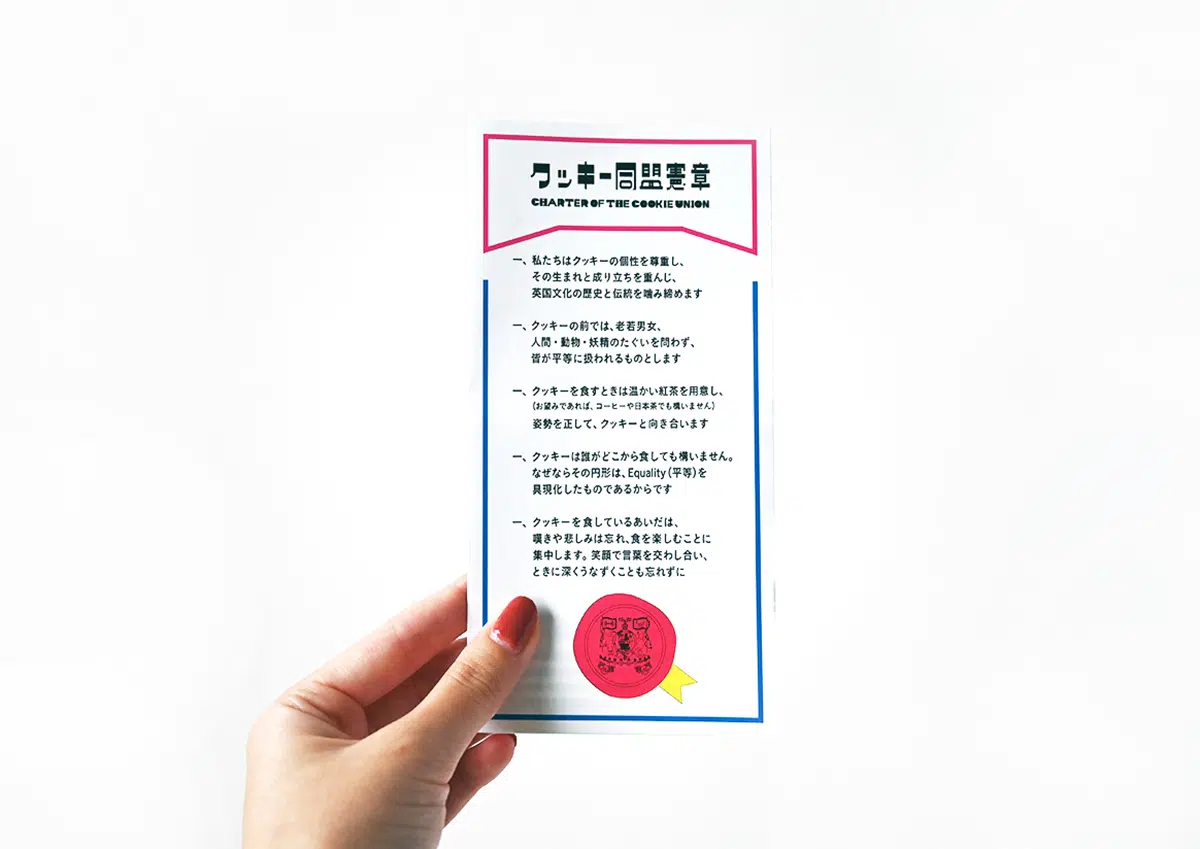 クッキー同盟憲章
CHARTER OF THE COOKIE UNION
一、私たちはクッキーの個性を尊重し、
その生まれと成り立ちを重んじ、
英国文化の歴史と伝統を噛み締めます
一、クッキーの前では、老若男女、
人間・動物・妖精のたぐいを問わず、
皆が平等に扱われるものとします
一、クッキーを食すときは温かい紅茶を用意し、
(お望みであれば、コーヒーや日本茶でも構いません)
姿勢を正して、クッキーと向き合います
一、クッキーは誰がどこから食しても構いません。
なぜならその円形は、Equality(平等)を
具現化したものであるからです
一、クッキーを食しているあいだは、
嘆きや悲しみは忘れ、食を楽しむことに
集中します。笑顔で言葉を交わし合い、
ときに深くうなずくことも忘れずに